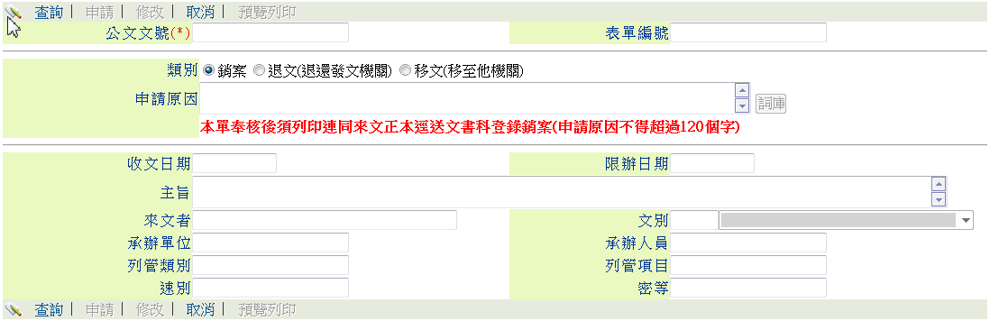 查詢 | 申請 | 修改 | 取消 | 預覽列印
公文文號(*) 表單編號
類別 銷案 退文(退還發文機關) 移文(移至他機關)
申請原因 詞庫
本單奉核後須列印連同來文正本逕送文書科登錄銷案(申請原因不得超過120個字)
收文日期 限辦日期
主旨
來文者 文別
承辦單位 承辦人員
列管類別 列管項目
速別 密等
查詢 | 申請 | 修改 | 取消 | 預覽列印